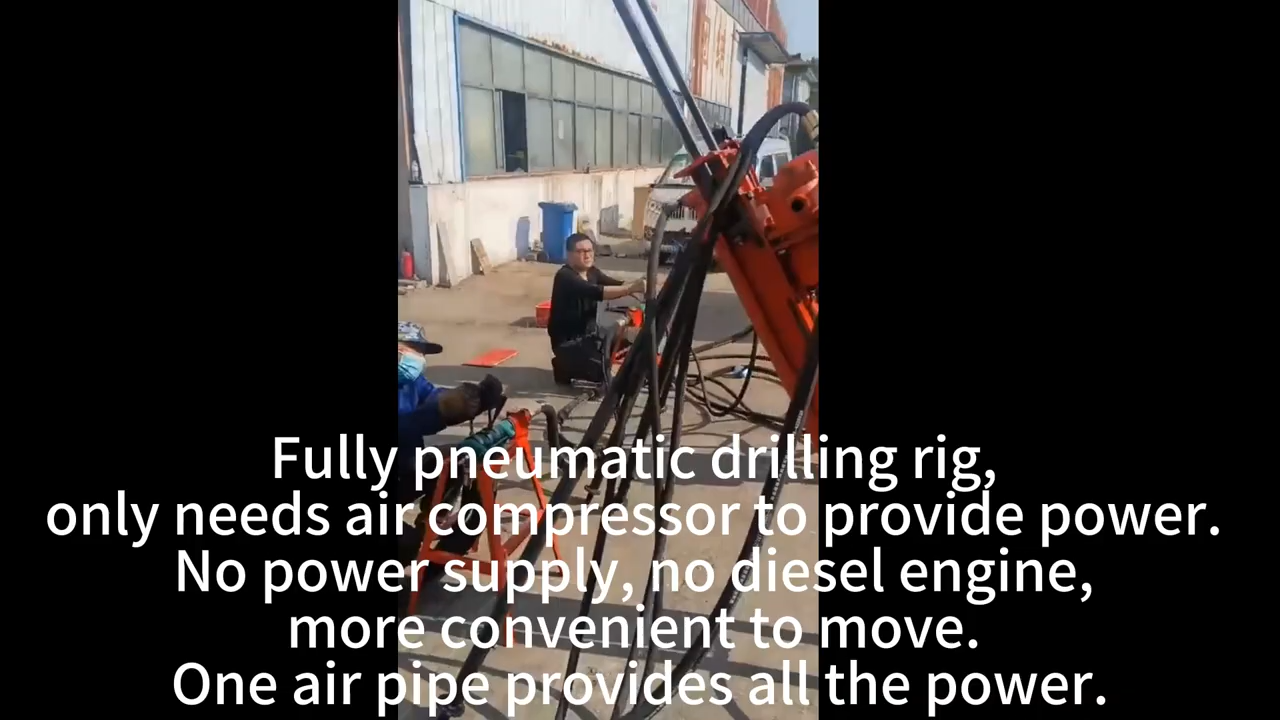 Fully pneumatic drilling rig,
only needs air compressor to provide power.
No power supply, no diesel engine,
more convenient to move.
One air pipe provides all the power.